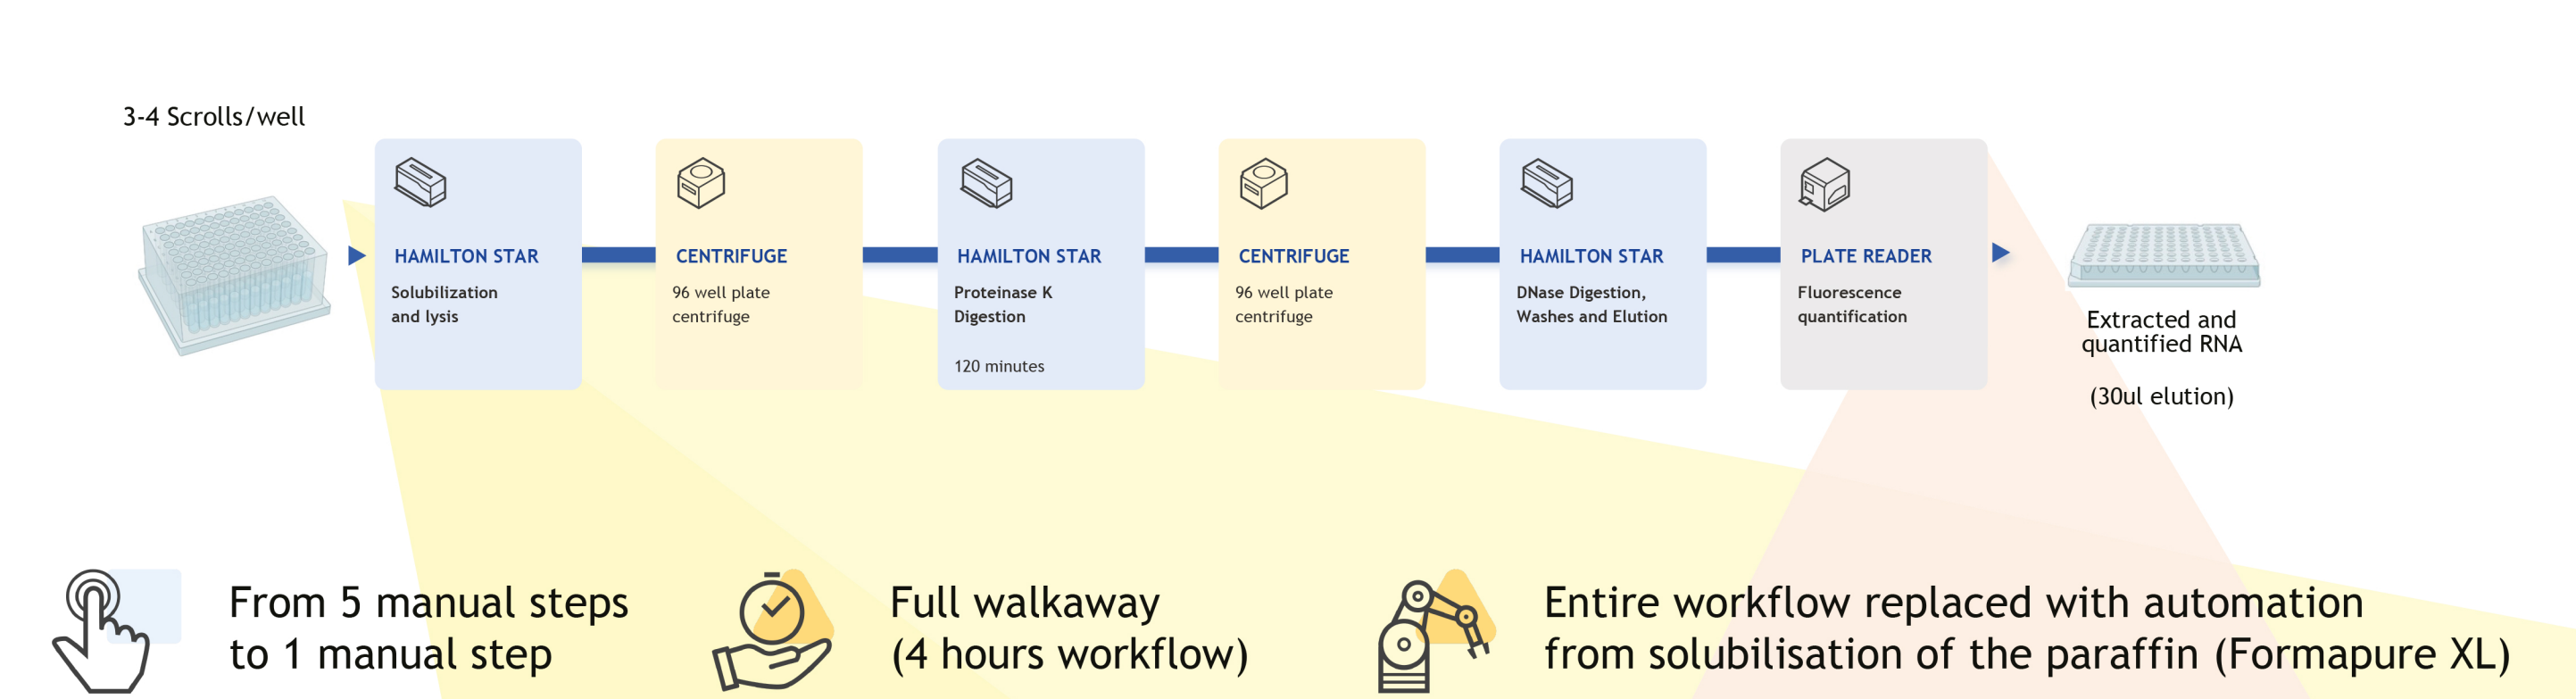 3-4 Scrolls/well
HAMILTON STAR
Solubilization
and lysis
CENTRIFUGE
96 well plate
centrifuge
HAMILTON STAR
Proteinase K
Digestion
120 minutes
CENTRIFUGE
96 well plate
centrifuge
HAMILTON STAR
DNase Digestion,
Washes and Elution
PLATE READER
Fluorescence
quantification
Extracted and
quantified RNA
(30ul elution)
From 5 manual steps
to 1 manual step
Full walkaway
(4 hours workflow)
Entire workflow replaced with automation
from solubilisation of the paraffin (Formapure XL)